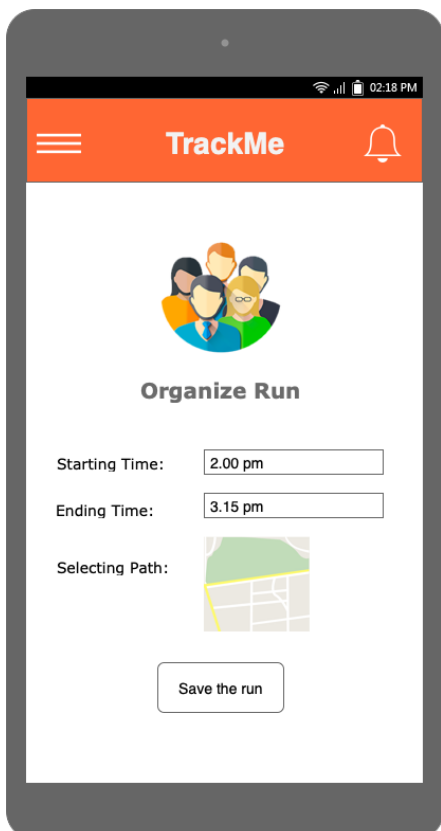 02:18 PM
TrackMe
Organize Run
Starting Time: 2.00 pm
Ending Time: 3.15 pm
Selecting Path:
Save the run